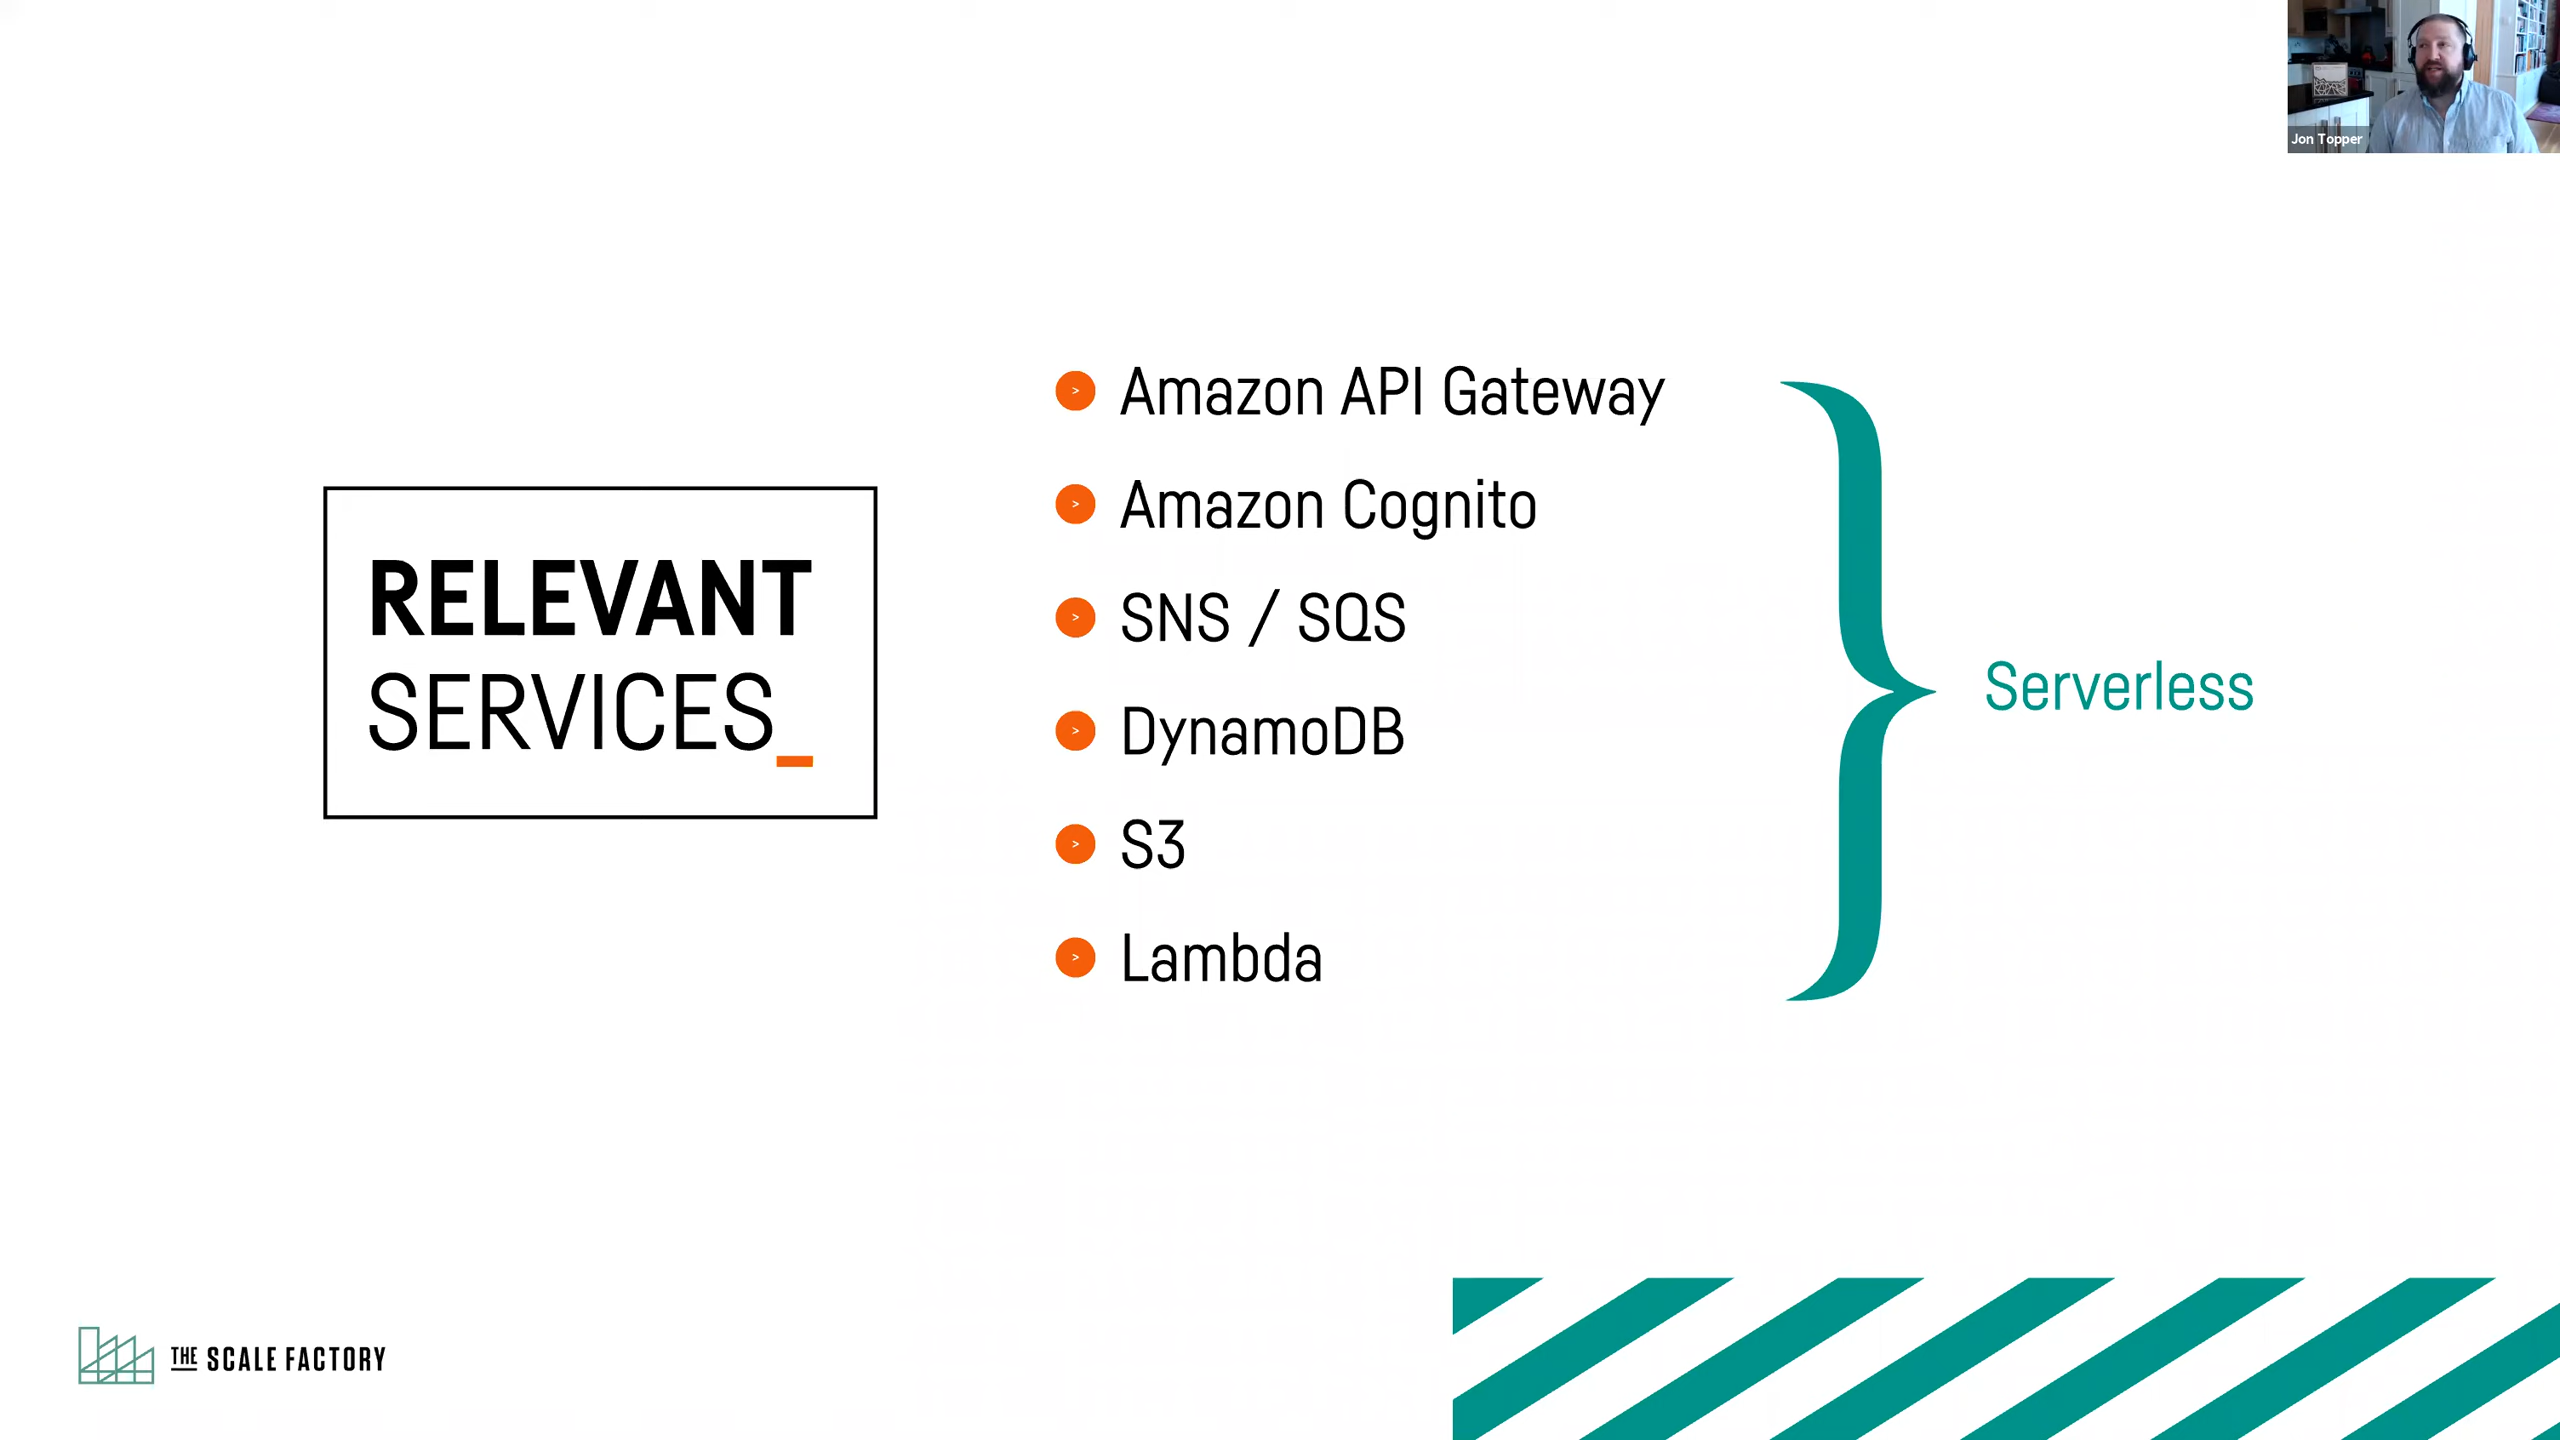 Jon Topper
RELEVANT
SERVICES_
> Amazon API Gateway
> Amazon Cognito
> SNS / SQS
> DynamoDB
> S3
> Lambda
Serverless
THE SCALE FACTORY